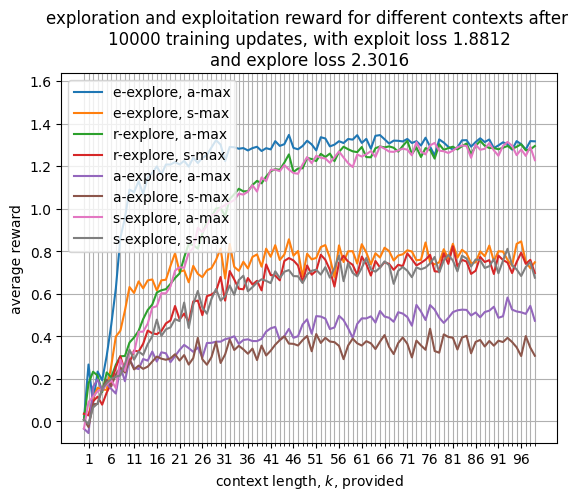 exploration and exploitation reward for different contexts after
10000 training updates, with exploit loss 1.8812
and explore loss 2.3016
1.6
1.4
1.2
1.0
0.8
0.6
0.4
0.2
0.0
average reward
e-explore, a-max
e-explore, s-max
r-explore, a-max
r-explore, s-max
a-explore, a-max
a-explore, s-max
s-explore, a-max
s-explore, s-max
1 6 11 16 21 26 31 36 41 46 51 56 61 66 71 76 81 86 91 96
context length, k, provided